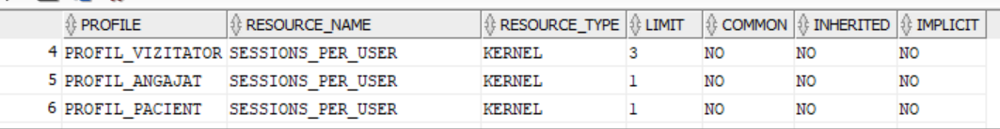 PROFILE RESOURCE_NAME RESOURCE_TYPE LIMIT COMMON INHERITED IMPLICIT
4 PROFIL_VIZITATOR SESSIONS_PER_USER KERNEL 3 NO NO NO
5 PROFIL_ANGAJAT SESSIONS_PER_USER KERNEL 1 NO NO NO
6 PROFIL_PACIENT SESSIONS_PER_USER KERNEL 1 NO NO NO